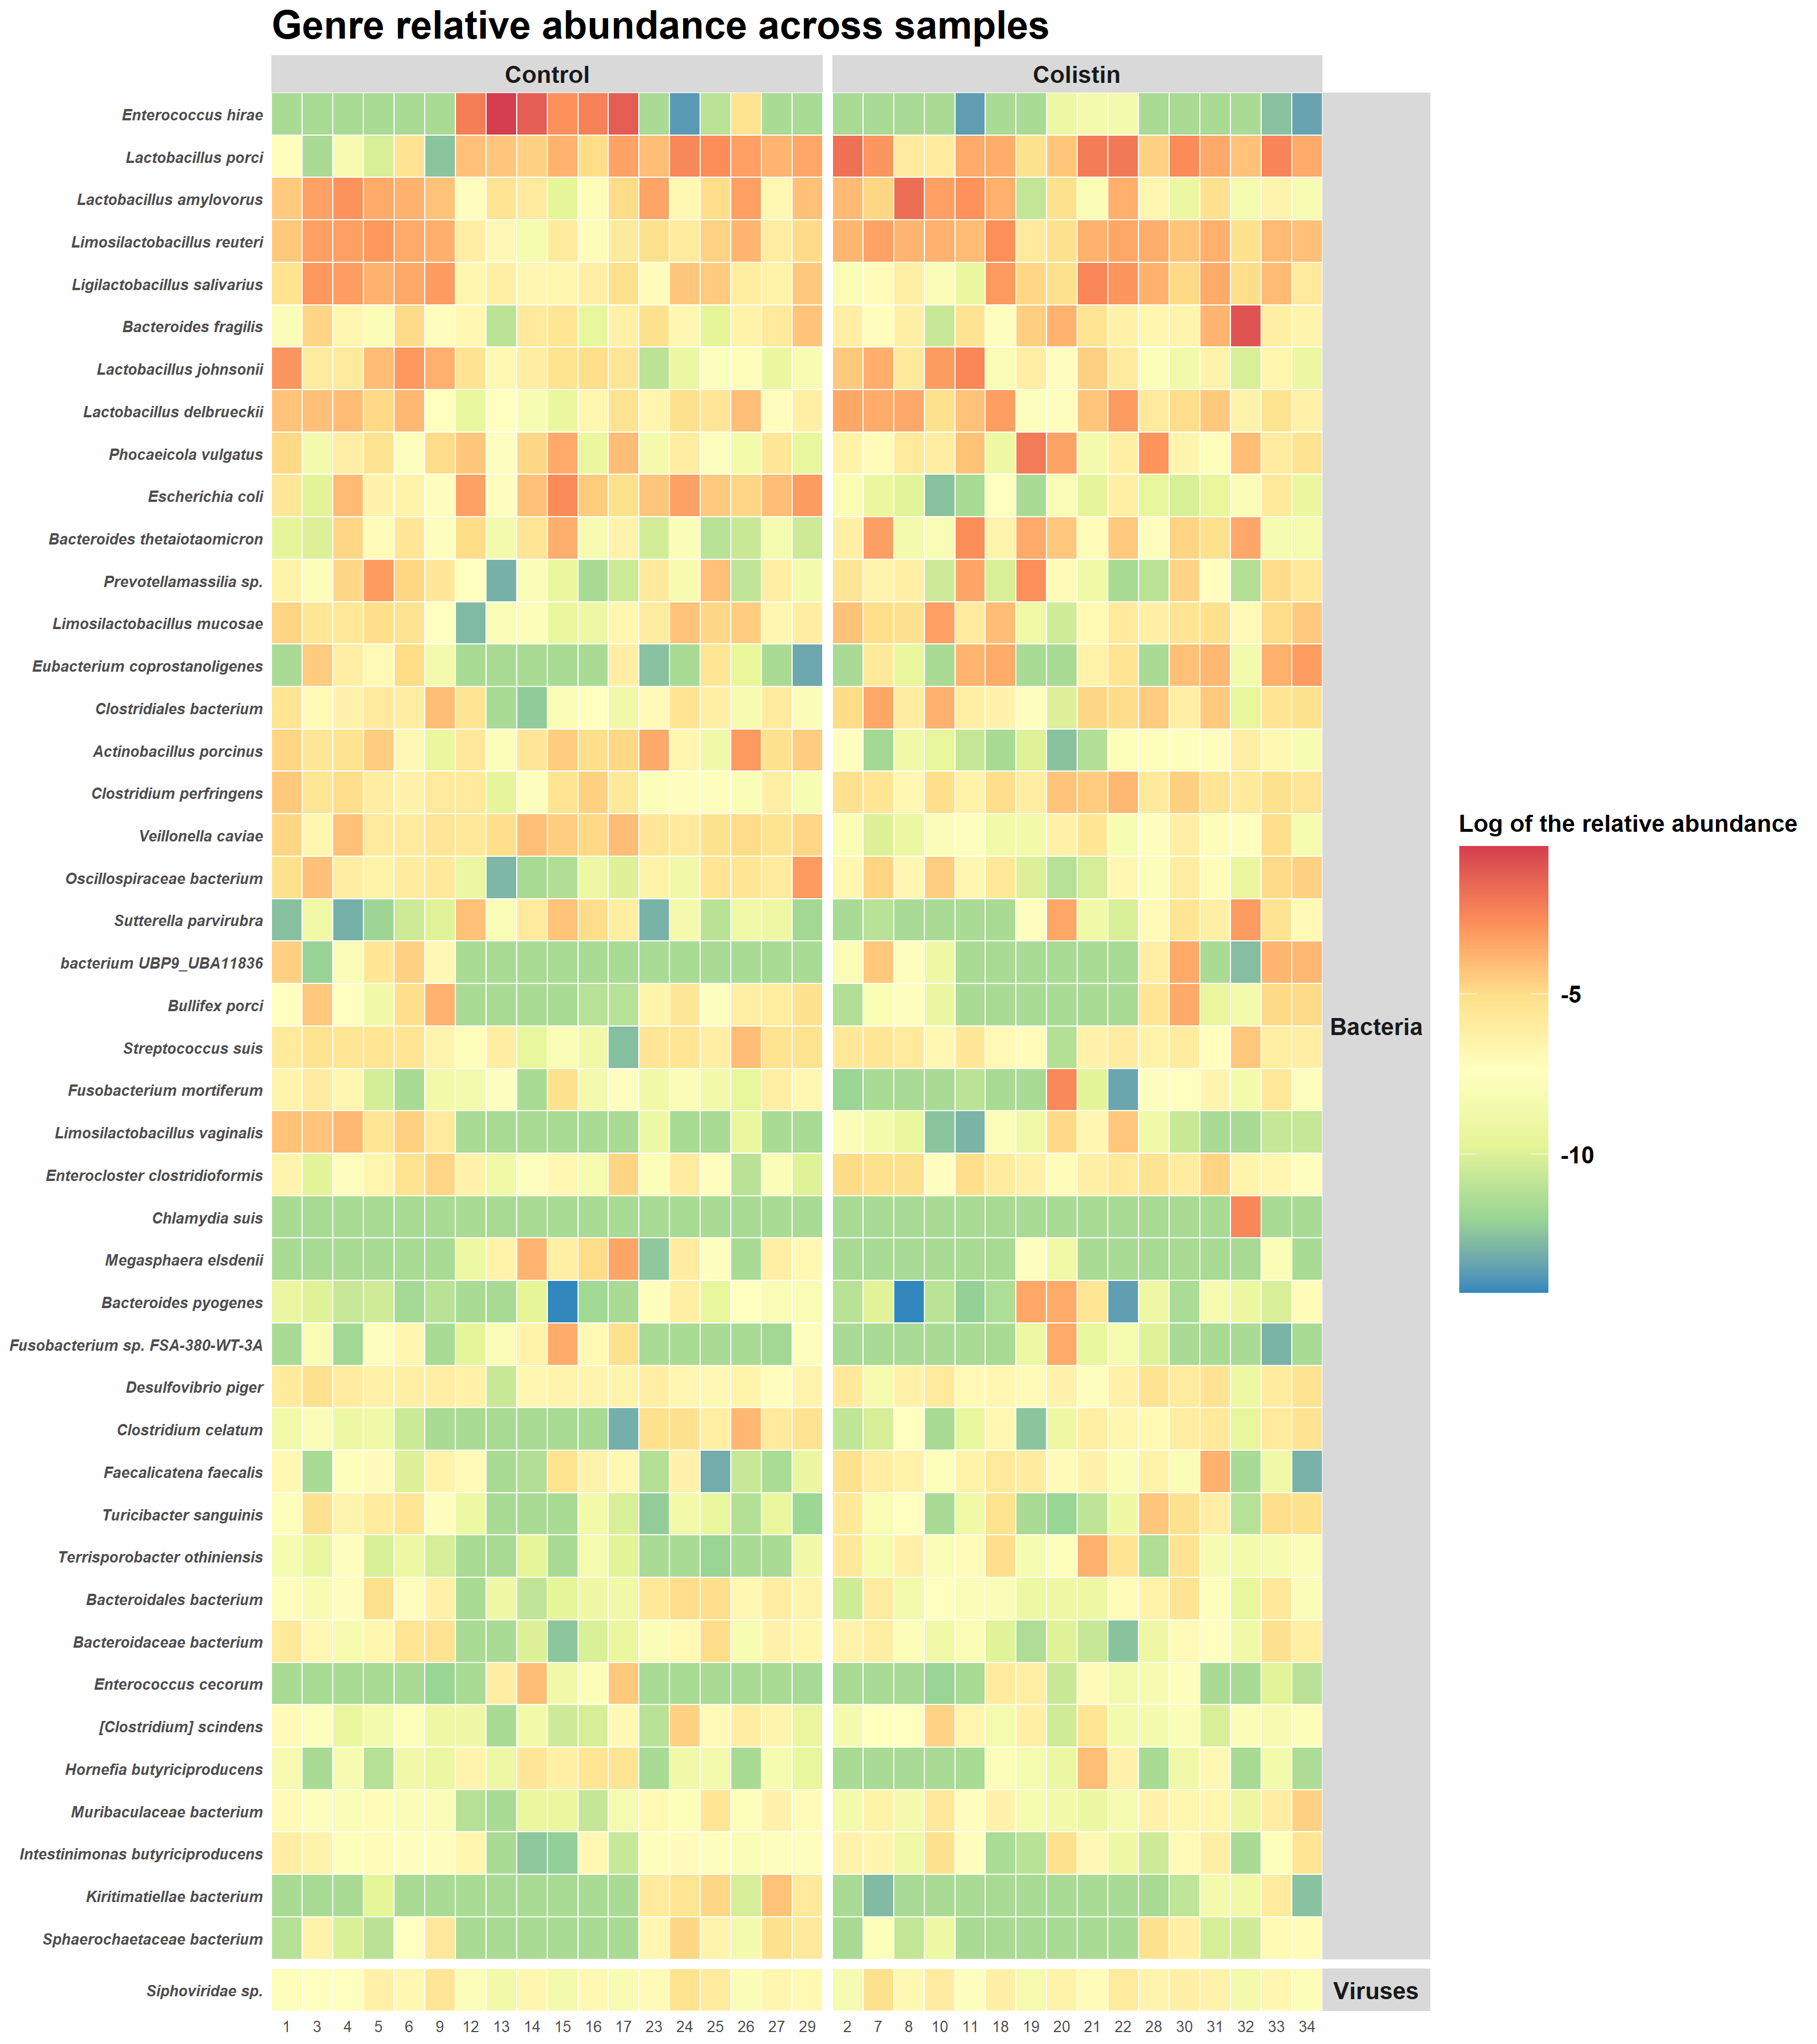 Genre relative abundance across samples
Control
Colistin
Enterococcus hirae
Lactobacillus porci
Lactobacillus amylovorus
Limosilactobacillus reuteri
Ligilactobacillus salivarius
Bacteroides fragilis
Lactobacillus johnsonii
Lactobacillus delbrueckii
Phocaeicola vulgatus
Escherichia coli
Bacteroides thetaiotaomicron
Prevotellamassilia sp.
Limosilactobacillus mucosae
Eubacterium coprostanoligenes
Clostridiales bacterium
Actinobacillus porcinus
Clostridium perfringens
Veillonella caviae
Oscillospiraceae bacterium
Sutterella parvirubra
bacterium UBP9_UBA11836
Bullifex porci
Streptococcus suis
Fusobacterium mortiferum
Limosilactobacillus vaginalis
Enterocloster clostridioformis
Chlamydia suis
Megasphaera elsdenii
Bacteroides pyogenes
Fusobacterium sp. FSA-380-WT-3A
Desulfovibrio piger
Clostridium celatum
Faecalicatena faecalis
Turicibacter sanguinis
Terrisporobacter othiniensis
Bacteroidales bacterium
Bacteroidaceae bacterium
Enterococcus cecorum
[Clostridium] scindens
Hornefia butyriciproducens
Muribaculaceae bacterium
Intestinimonas butyriciproducens
Kiritimatiellae bacterium
Sphaerochaetaceae bacterium
Siphoviridae sp.
1 3 4 5 6 9 12 13 14 15 16 17 23 24 25 26 27 29
2 7 8 10 11 18 19 20 21 22 28 30 31 32 33 34
Bacteria
Viruses
Log of the relative abundance
-5
-10